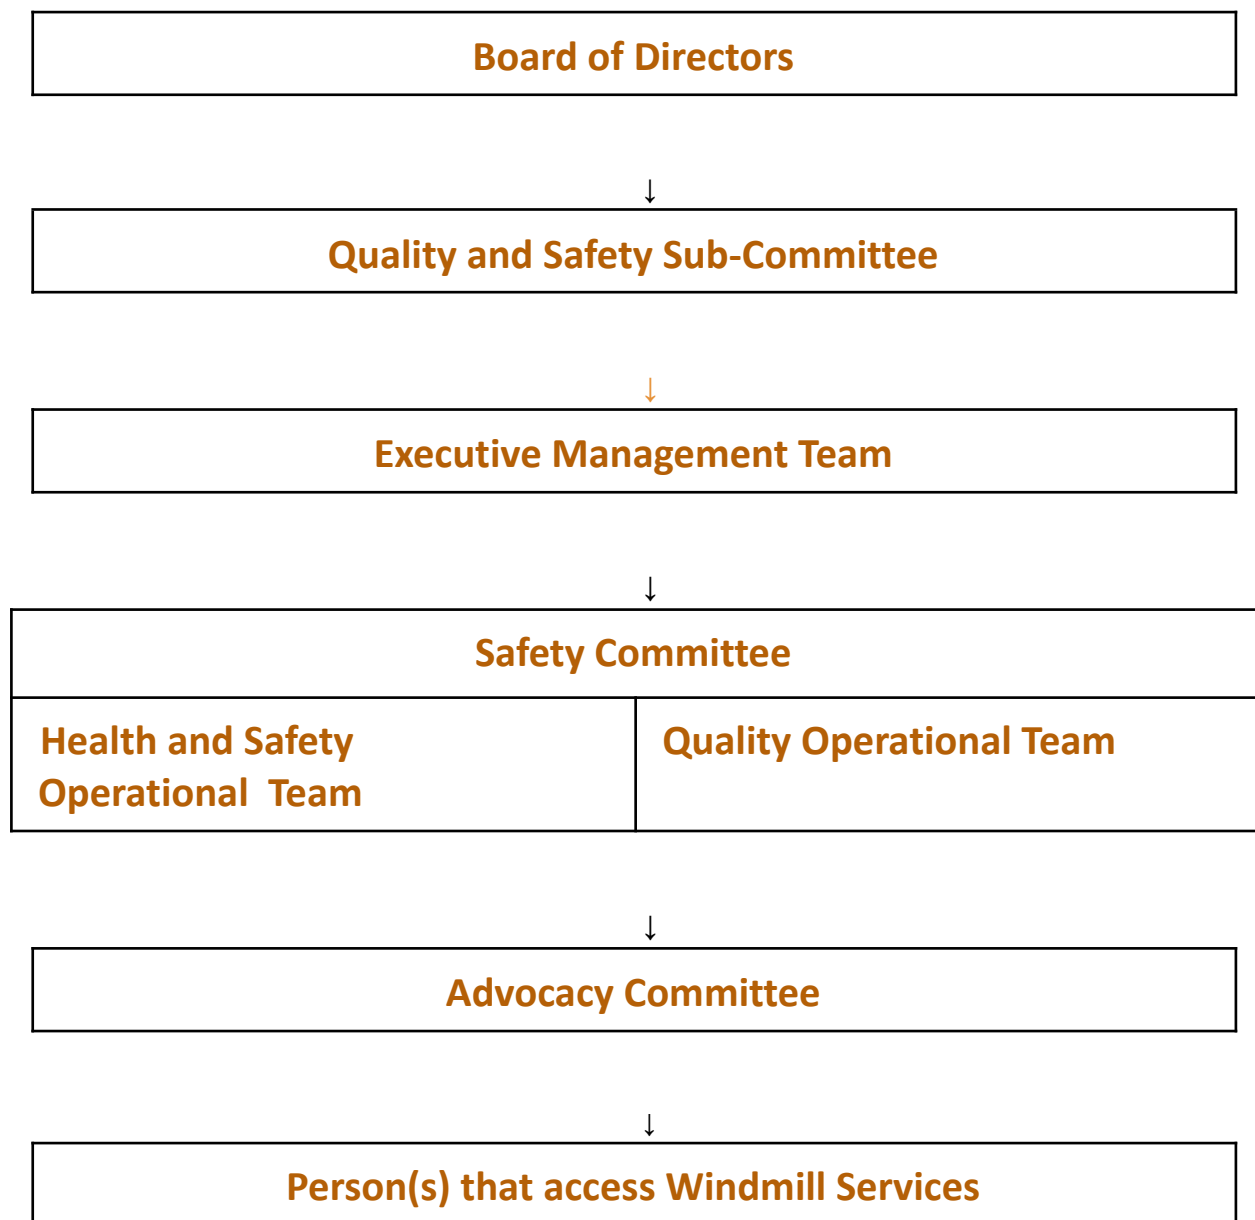 Board of Directors
↓
Quality and Safety Sub-Committee
↓
Executive Management Team
↓
Safety Committee
Health and Safety
Operational  Team
Quality Operational Team
↓
Advocacy Committee
↓
Person(s) that access Windmill Services